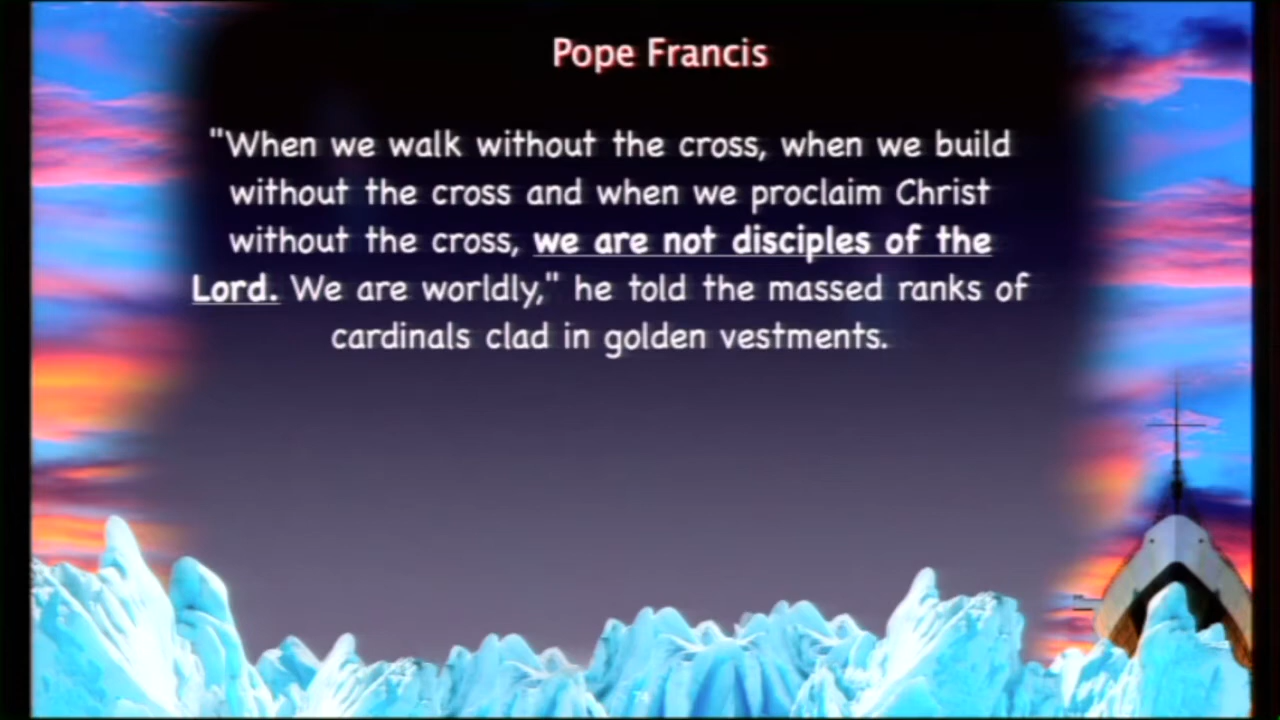 Pope Francis
"When we walk without the cross, when we build
without the cross and when we proclaim Christ
without the cross, we are not disciples of the
Lord. We are worldly," he told the massed ranks of
cardinals clad in golden vestments.